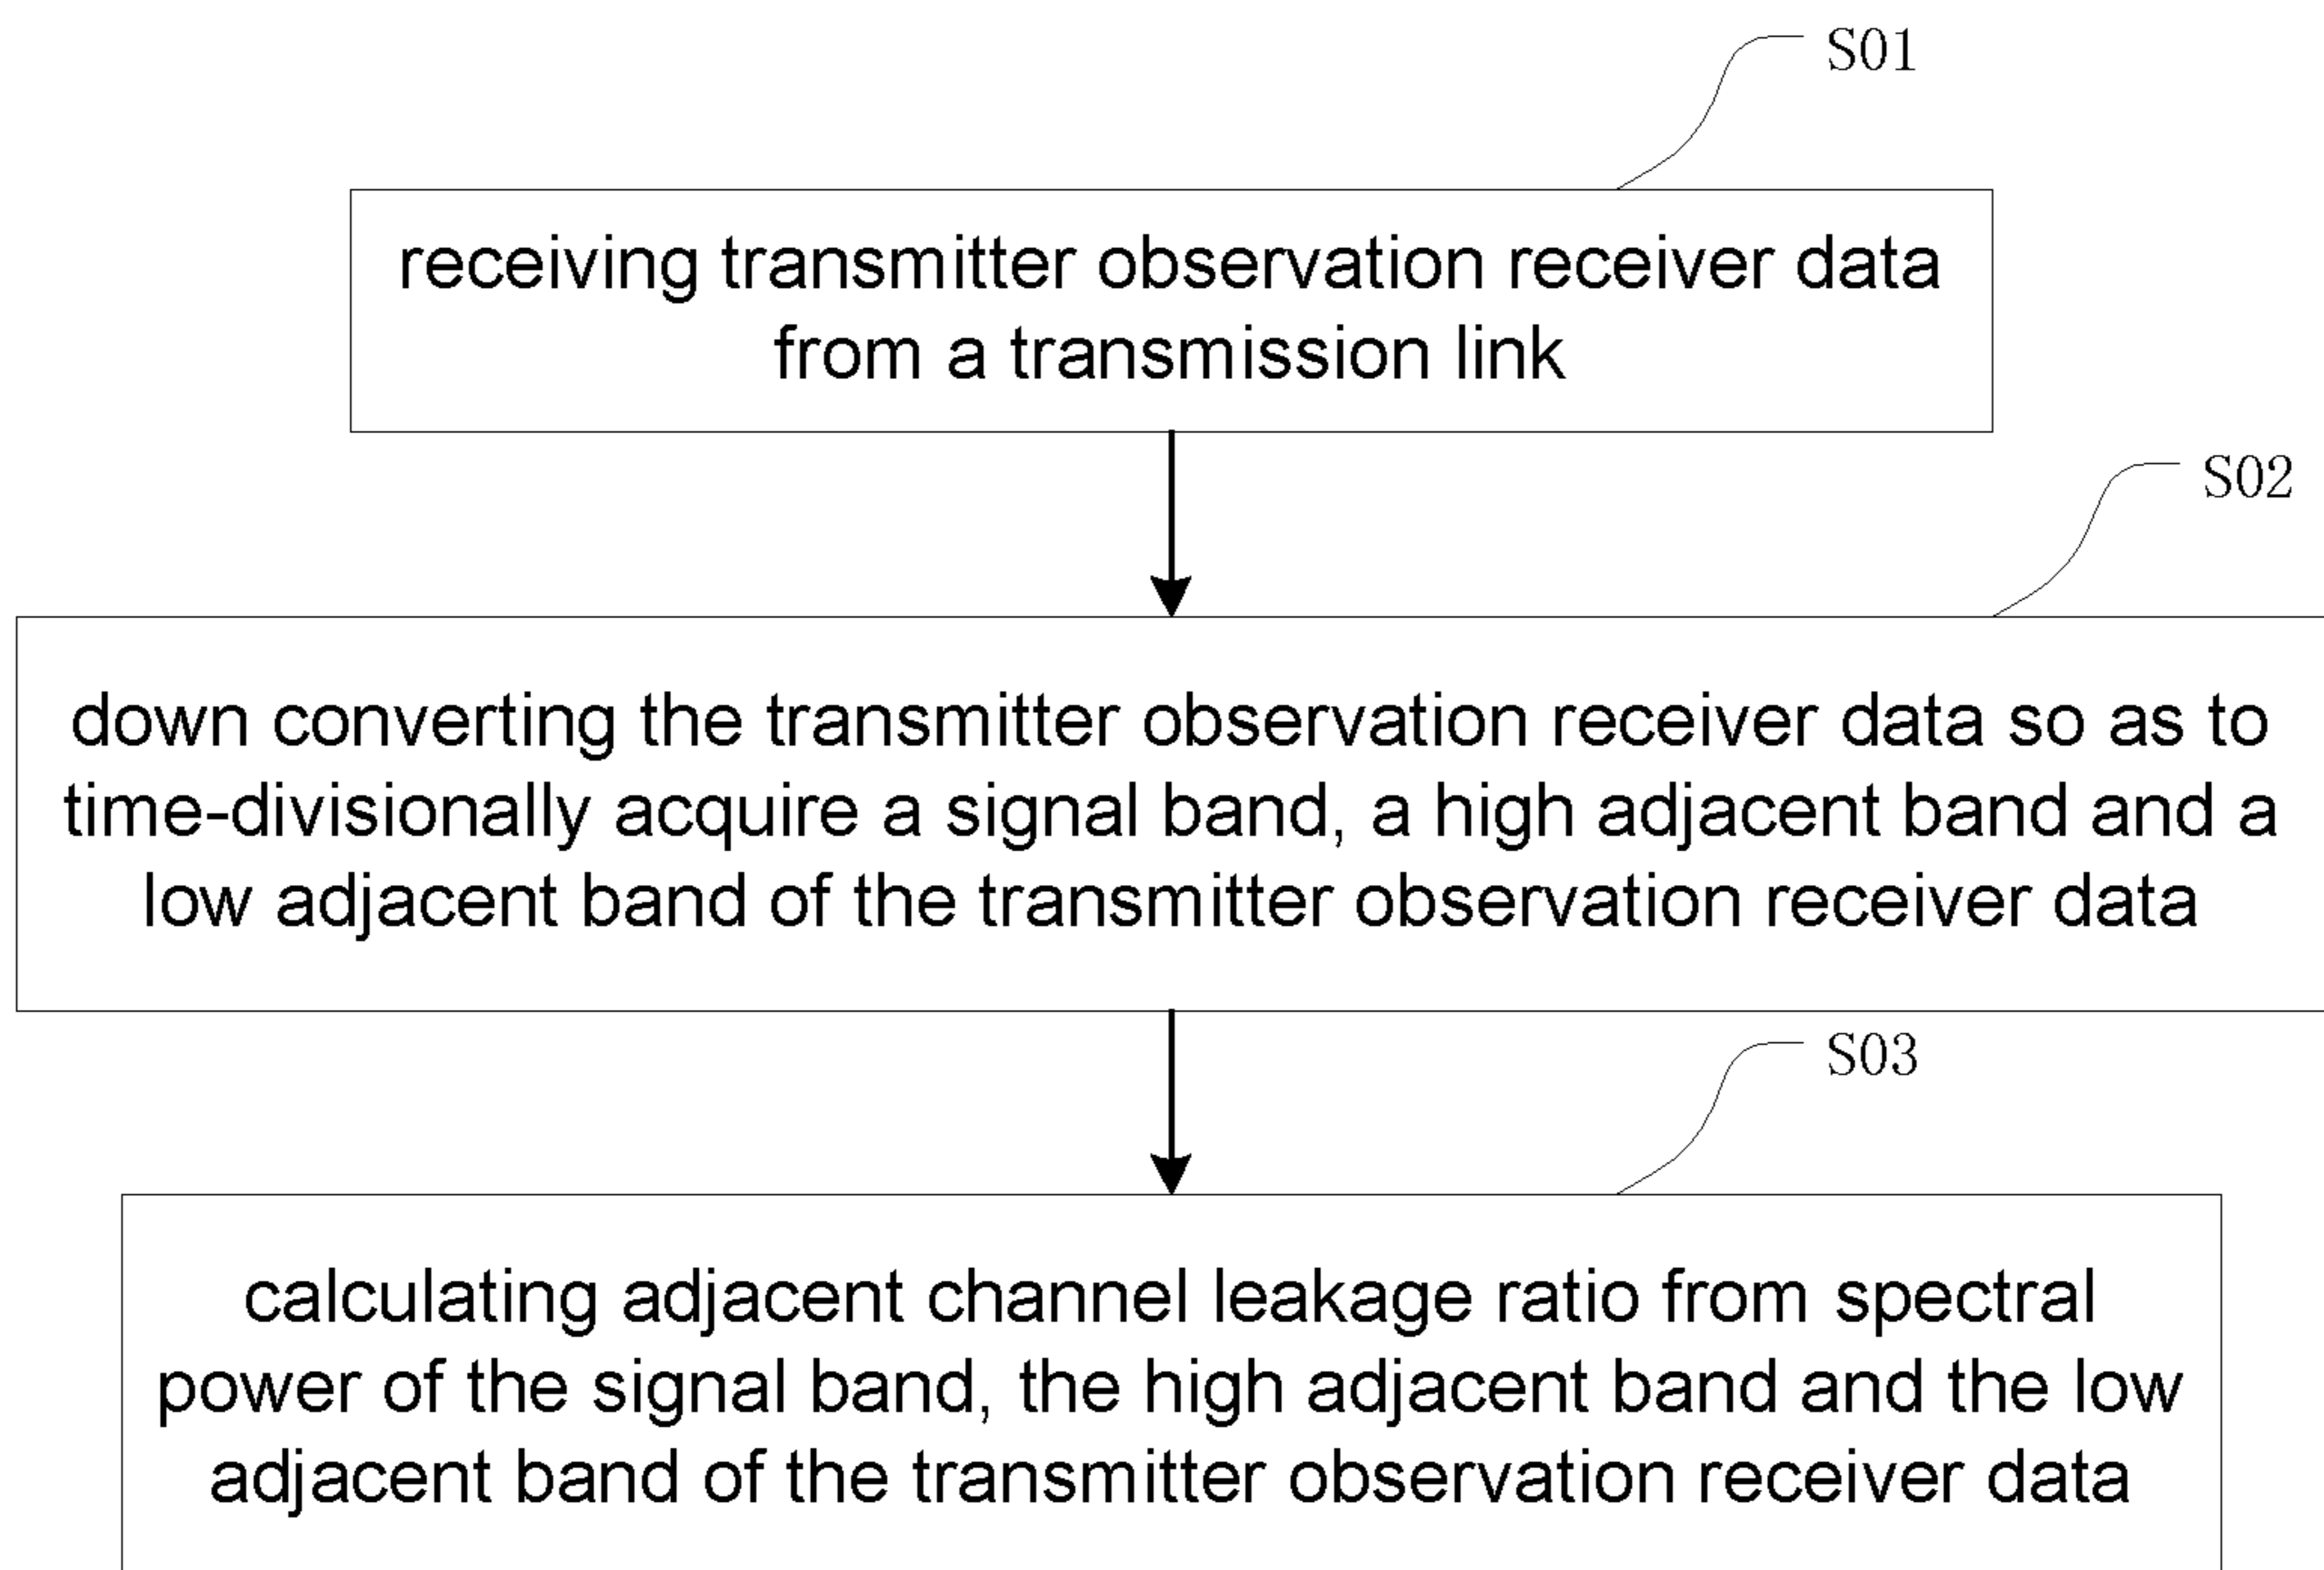 S01
receiving transmitter observation receiver data
from a transmission link
S02
down converting the transmitter observation receiver data so as to
time-divisionally acquire a signal band, a high adjacent band and a
low adjacent band of the transmitter observation receiver data
S03
calculating adjacent channel leakage ratio from spectral
power of the signal band, the high adjacent band and the low
adjacent band of the transmitter observation receiver data